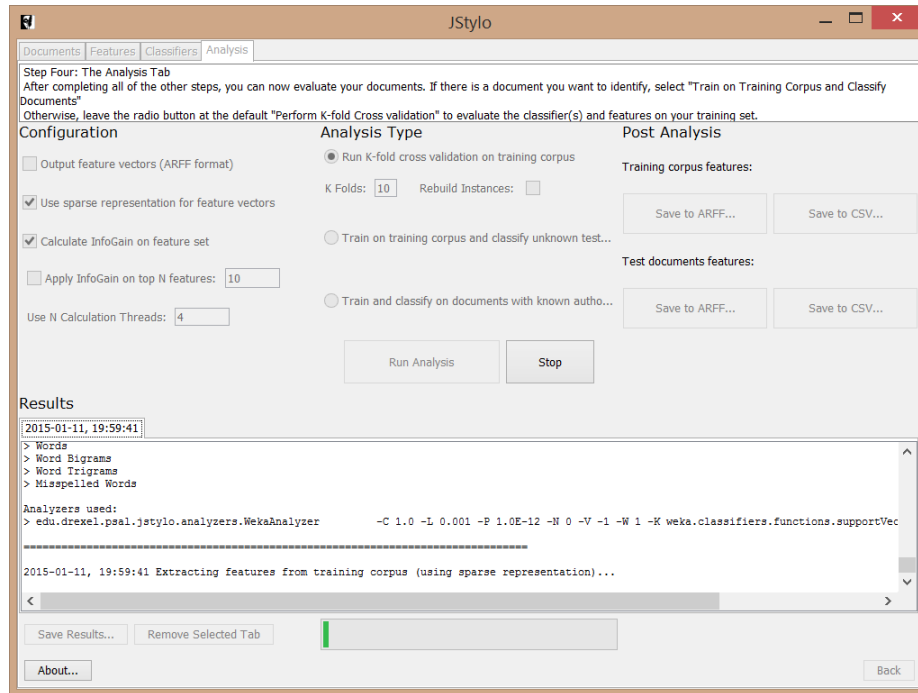 JStylo
Documents Features Classifiers Analysis
Step Four: The Analysis Tab
After completing all of the other steps, you can now evaluate your documents. If there is a document you want to identify, select "Train on Training Corpus and Classify
Documents"
Otherwise, leave the radio button at the default "Perform K-fold Cross validation" to evaluate the classifier(s) and features on your training set.
Configuration
Output feature vectors (ARFF format)
Use sparse representation for feature vectors
Calculate InfoGain on feature set
Apply InfoGain on top N features: 10
Use N Calculation Threads: 4
Analysis Type
Run K-fold cross validation on training corpus
K Folds: 10 Rebuild Instances:
Train on training corpus and classify unknown test...
Train and classify on documents with known autho...
Post Analysis
Training corpus features:
Save to ARFF... Save to CSV...
Test documents features:
Save to ARFF... Save to CSV...
Run Analysis Stop
Results
2015-01-11, 19:59:41
> Words
> Word Bigrams
> Word Trigrams
> Misspelled Words
Analyzers used:
> edu.drexel.psal.jstylo.analyzers.WekaAnalyzer -C 1.0 -L 0.001 -P 1.0E-12 -N 0 -V -1 -W 1 -K weka.classifiers.functions.supportVec
================================================================================
2015-01-11, 19:59:41 Extracting features from training corpus (using sparse representation)...
Save Results... Remove Selected Tab
About... Back